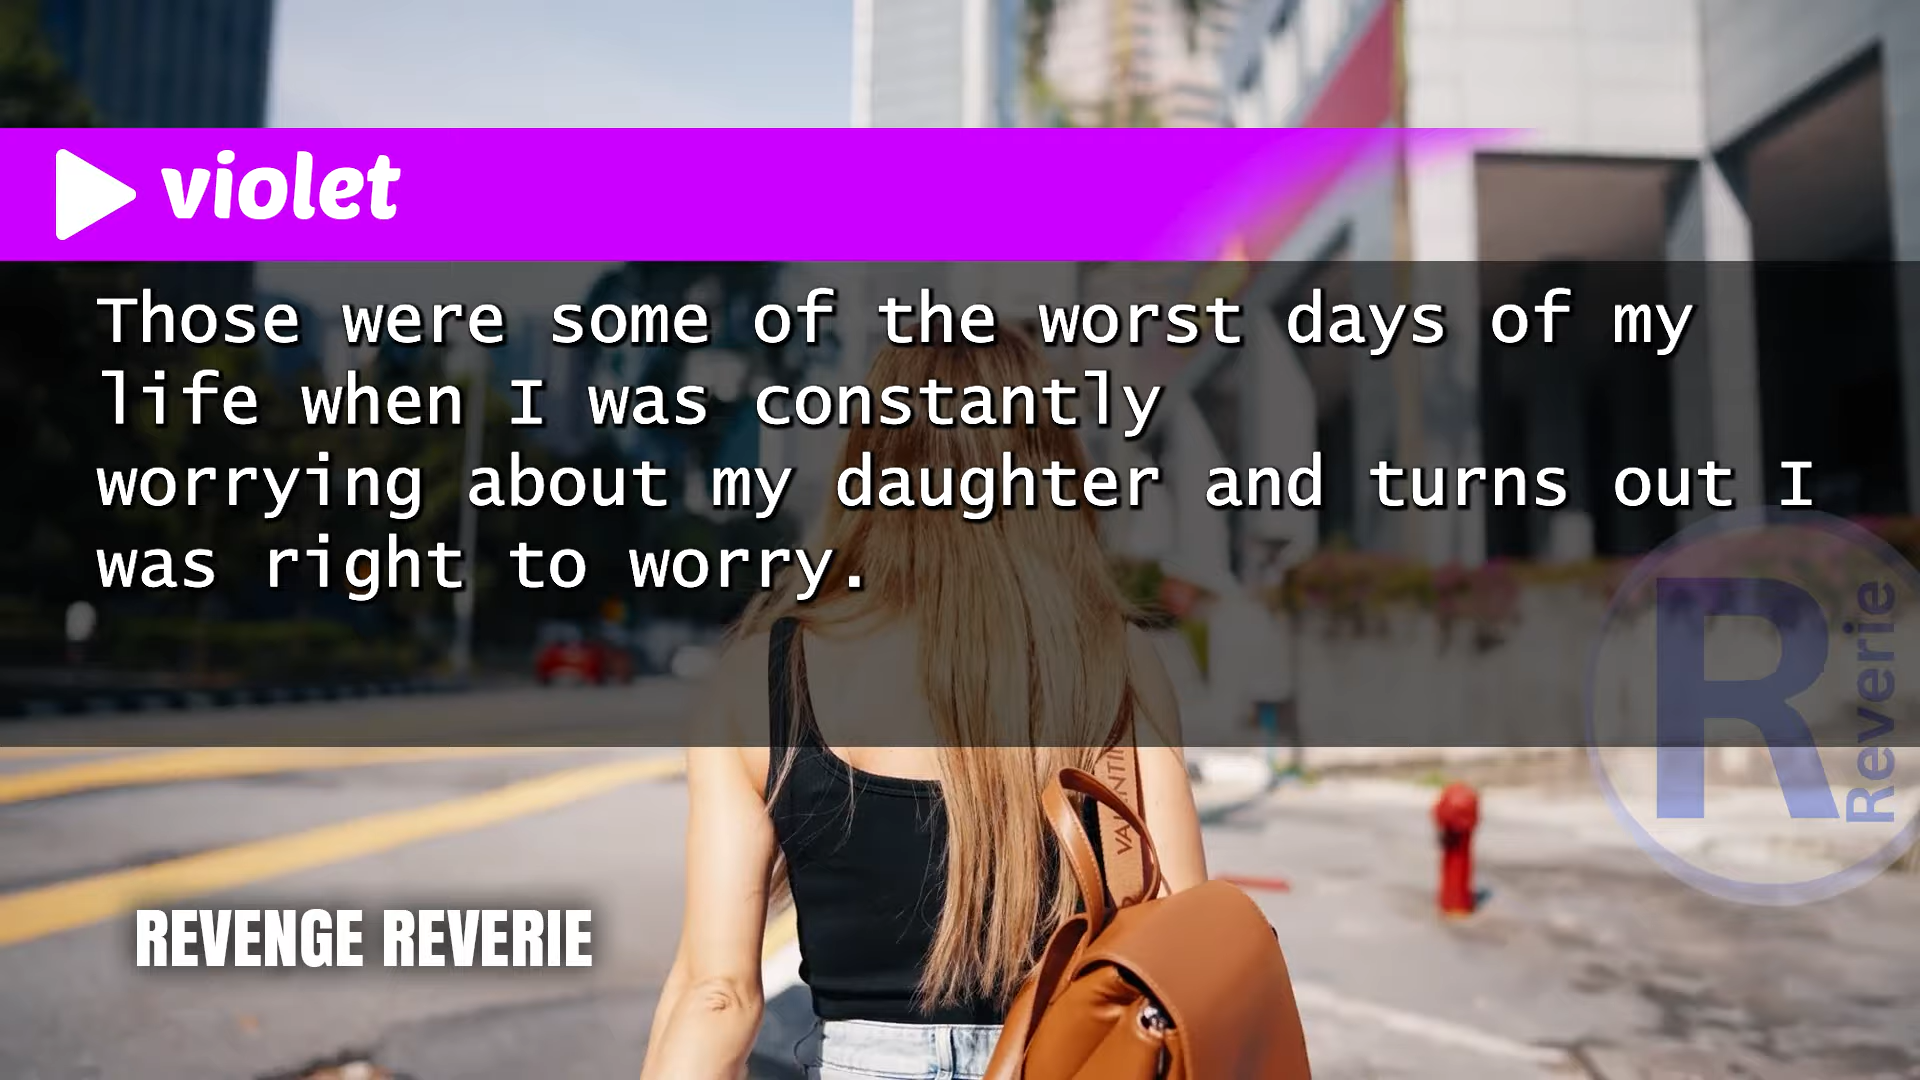 violet
Those were some of the worst days of my
life when I was constantly
worrying about my daughter and turns out I
was right to worry.
R
Reverie
REVENGE REVERIE